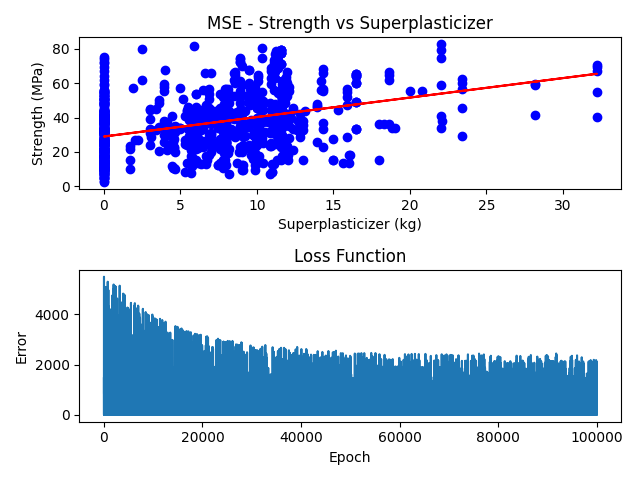 MSE - Strength vs Superplasticizer
Strength (MPa)
80
60
40
20
0
0 5 10 15 20 25 30
Superplasticizer (kg)
Loss Function
Error
4000
2000
0
0 20000 40000 60000 80000 100000
Epoch